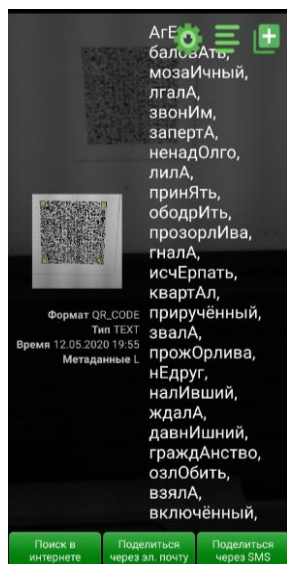 баловАть,
мозаИчный,
лгалА,
звонИм,
запертА,
ненадОлго,
лилА,
принЯть,
ободрИть,
прозорлИва,
гналА,
исчЕрпать,
квартАл,
приручённый,
звалА,
прожОрлива,
нЕдруг,
налИвший,
ждалА,
давнИшний,
граждАнство,
озлОбить,
взялА,
включённый,
Формат QR_CODE
Тип TEXT
Время 12.05.2020 19:55
Метаданные L
Поиск в
интернете
Поделиться
через эл. почту
Поделиться
через SMS